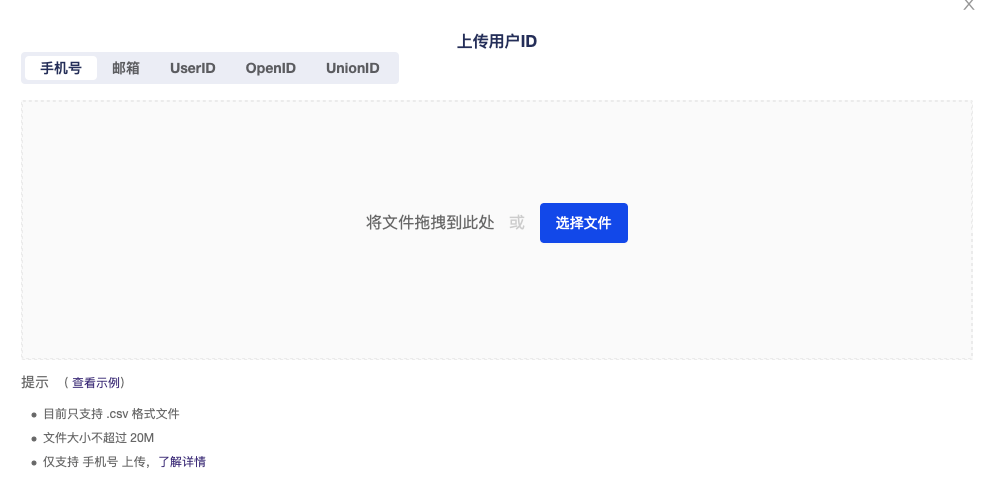 X
上传用户ID
手机号 邮箱 UserID OpenID UnionID
将文件拖拽到此处 或 选择文件
提示 （查看示例）
● 目前只支持 .csv 格式文件
● 文件大小不超过 20M
● 仅支持 手机号 上传，了解详情